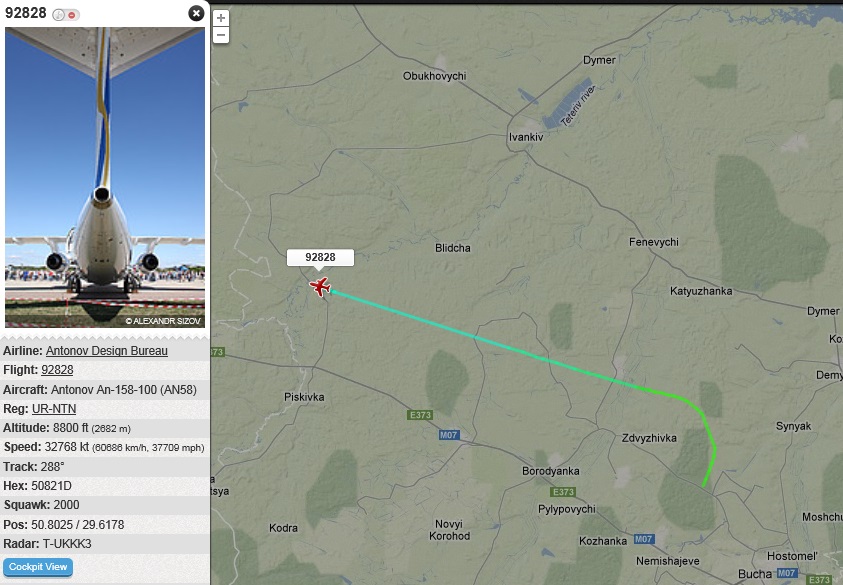 92828
© ALEXANDR SIZOV
Airline: Antonov Design Bureau
Flight: 92828
Aircraft: Antonov An-158-100 (AN58)
Reg: UR-NTN
Altitude: 8800 ft (2682 m)
Speed: 32768 kt (60686 km/h, 37709 mph)
Track: 288°
Hex: 50821D
Squawk: 2000
Pos: 50.8025 / 29.6178
Radar: T-UKKK3
Cockpit View
+
−
Dymer
Obukhovychi
Teteriv river
Ivankiv
Fenevychi
Blidcha
92828
Katyuzhanka
Dymer
Ko
E373
Demy
Piskivka
E373
M07
Synyak
Zdvyzhivka
Borodyanka
E373
tsya
Pylypovychi
Kodra
Novyi
Korohod
Moshchu
Kozhanka M07
Hostomel'
Nemishajeve
Bucha M07 E373